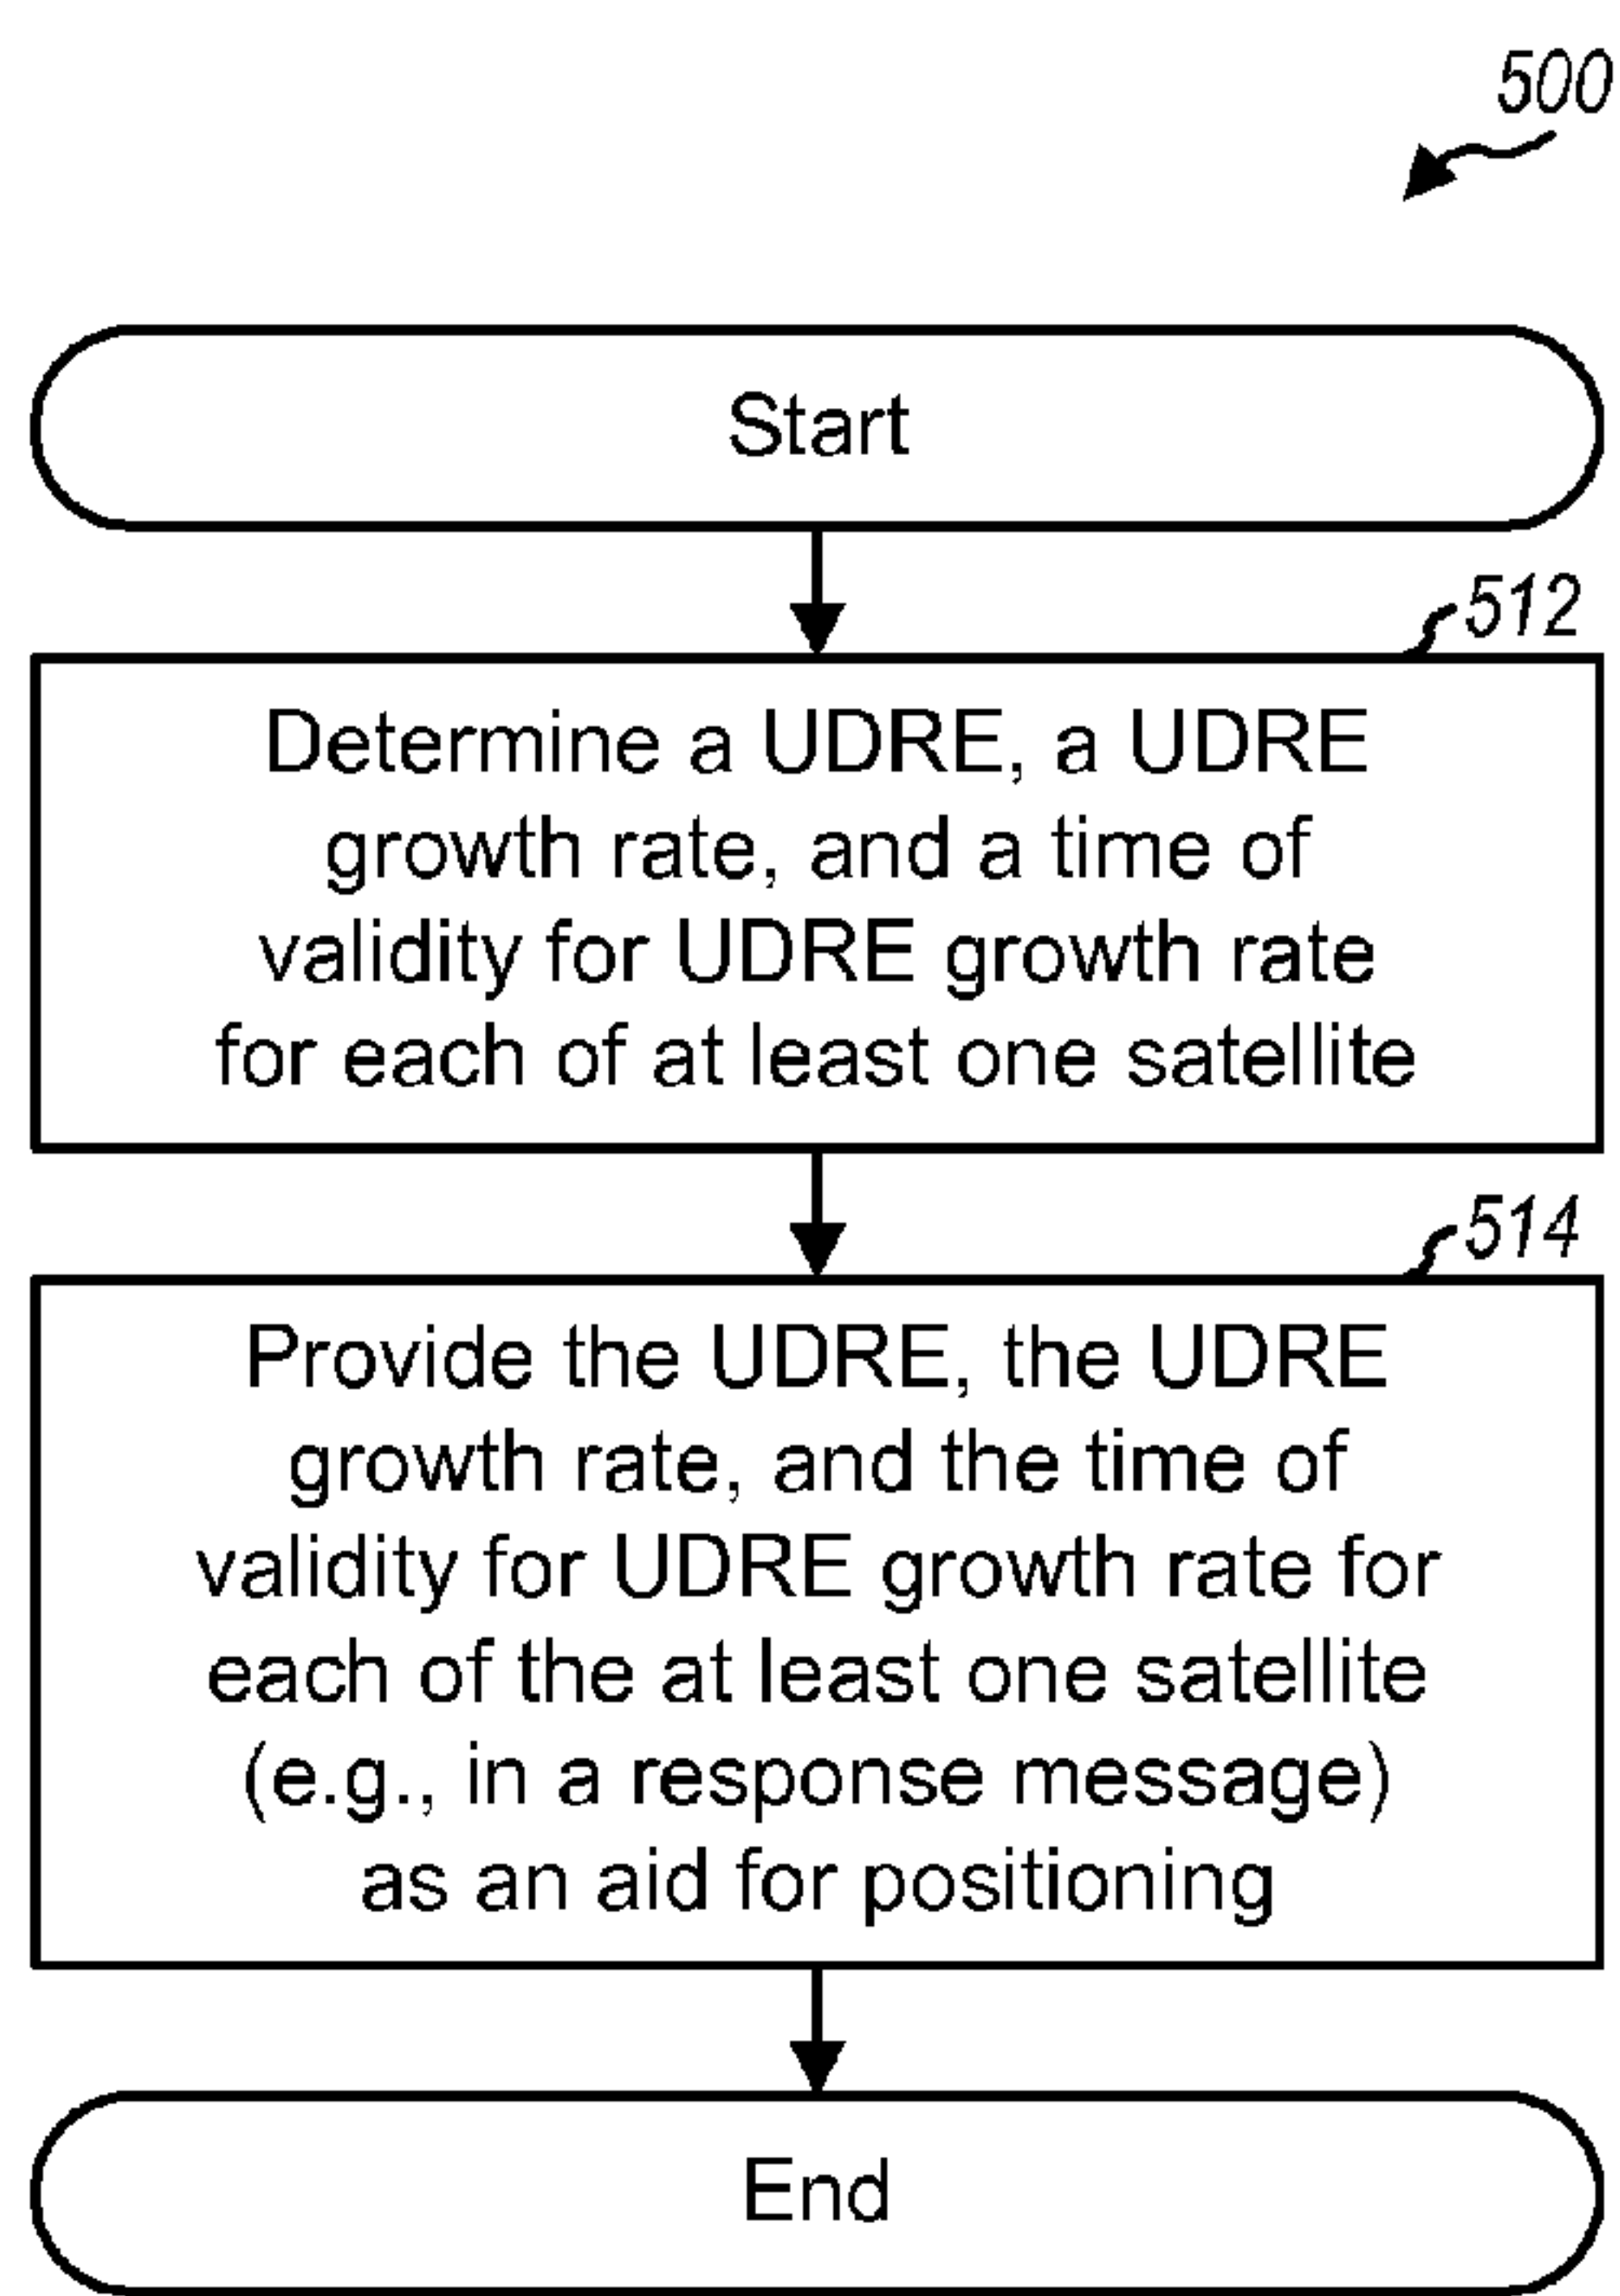 500
Start
512
Determine a UDRE, a UDRE
growth rate, and a time of
validity for UDRE growth rate
for each of at least one satellite
514
Provide the UDRE, the UDRE
growth rate, and the time of
validity for UDRE growth rate for
each of the at least one satellite
(e.g., in a response message)
as an aid for positioning
End